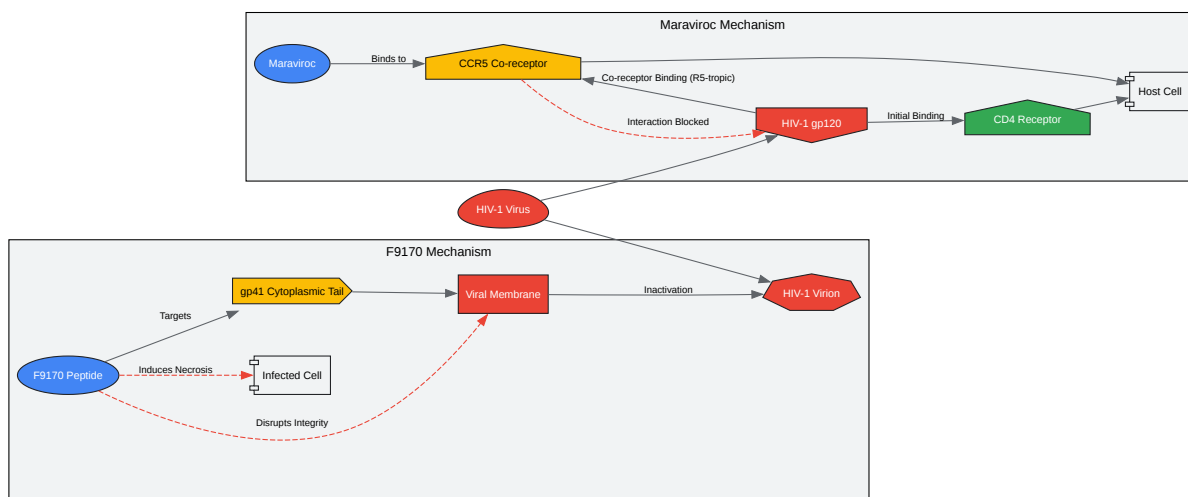 Maraviroc Mechanism
Maraviroc
Binds to
CCR5 Co-receptor
Co-receptor Binding (R5-tropic)
Host Cell
Interaction Blocked
HIV-1 gp120
Initial Binding
CD4 Receptor
HIV-1 Virus
F9170 Mechanism
gp41 Cytoplasmic Tail
Viral Membrane
Inactivation
HIV-1 Virion
Targets
F9170 Peptide
Induces Necrosis
Infected Cell
Disrupts Integrity